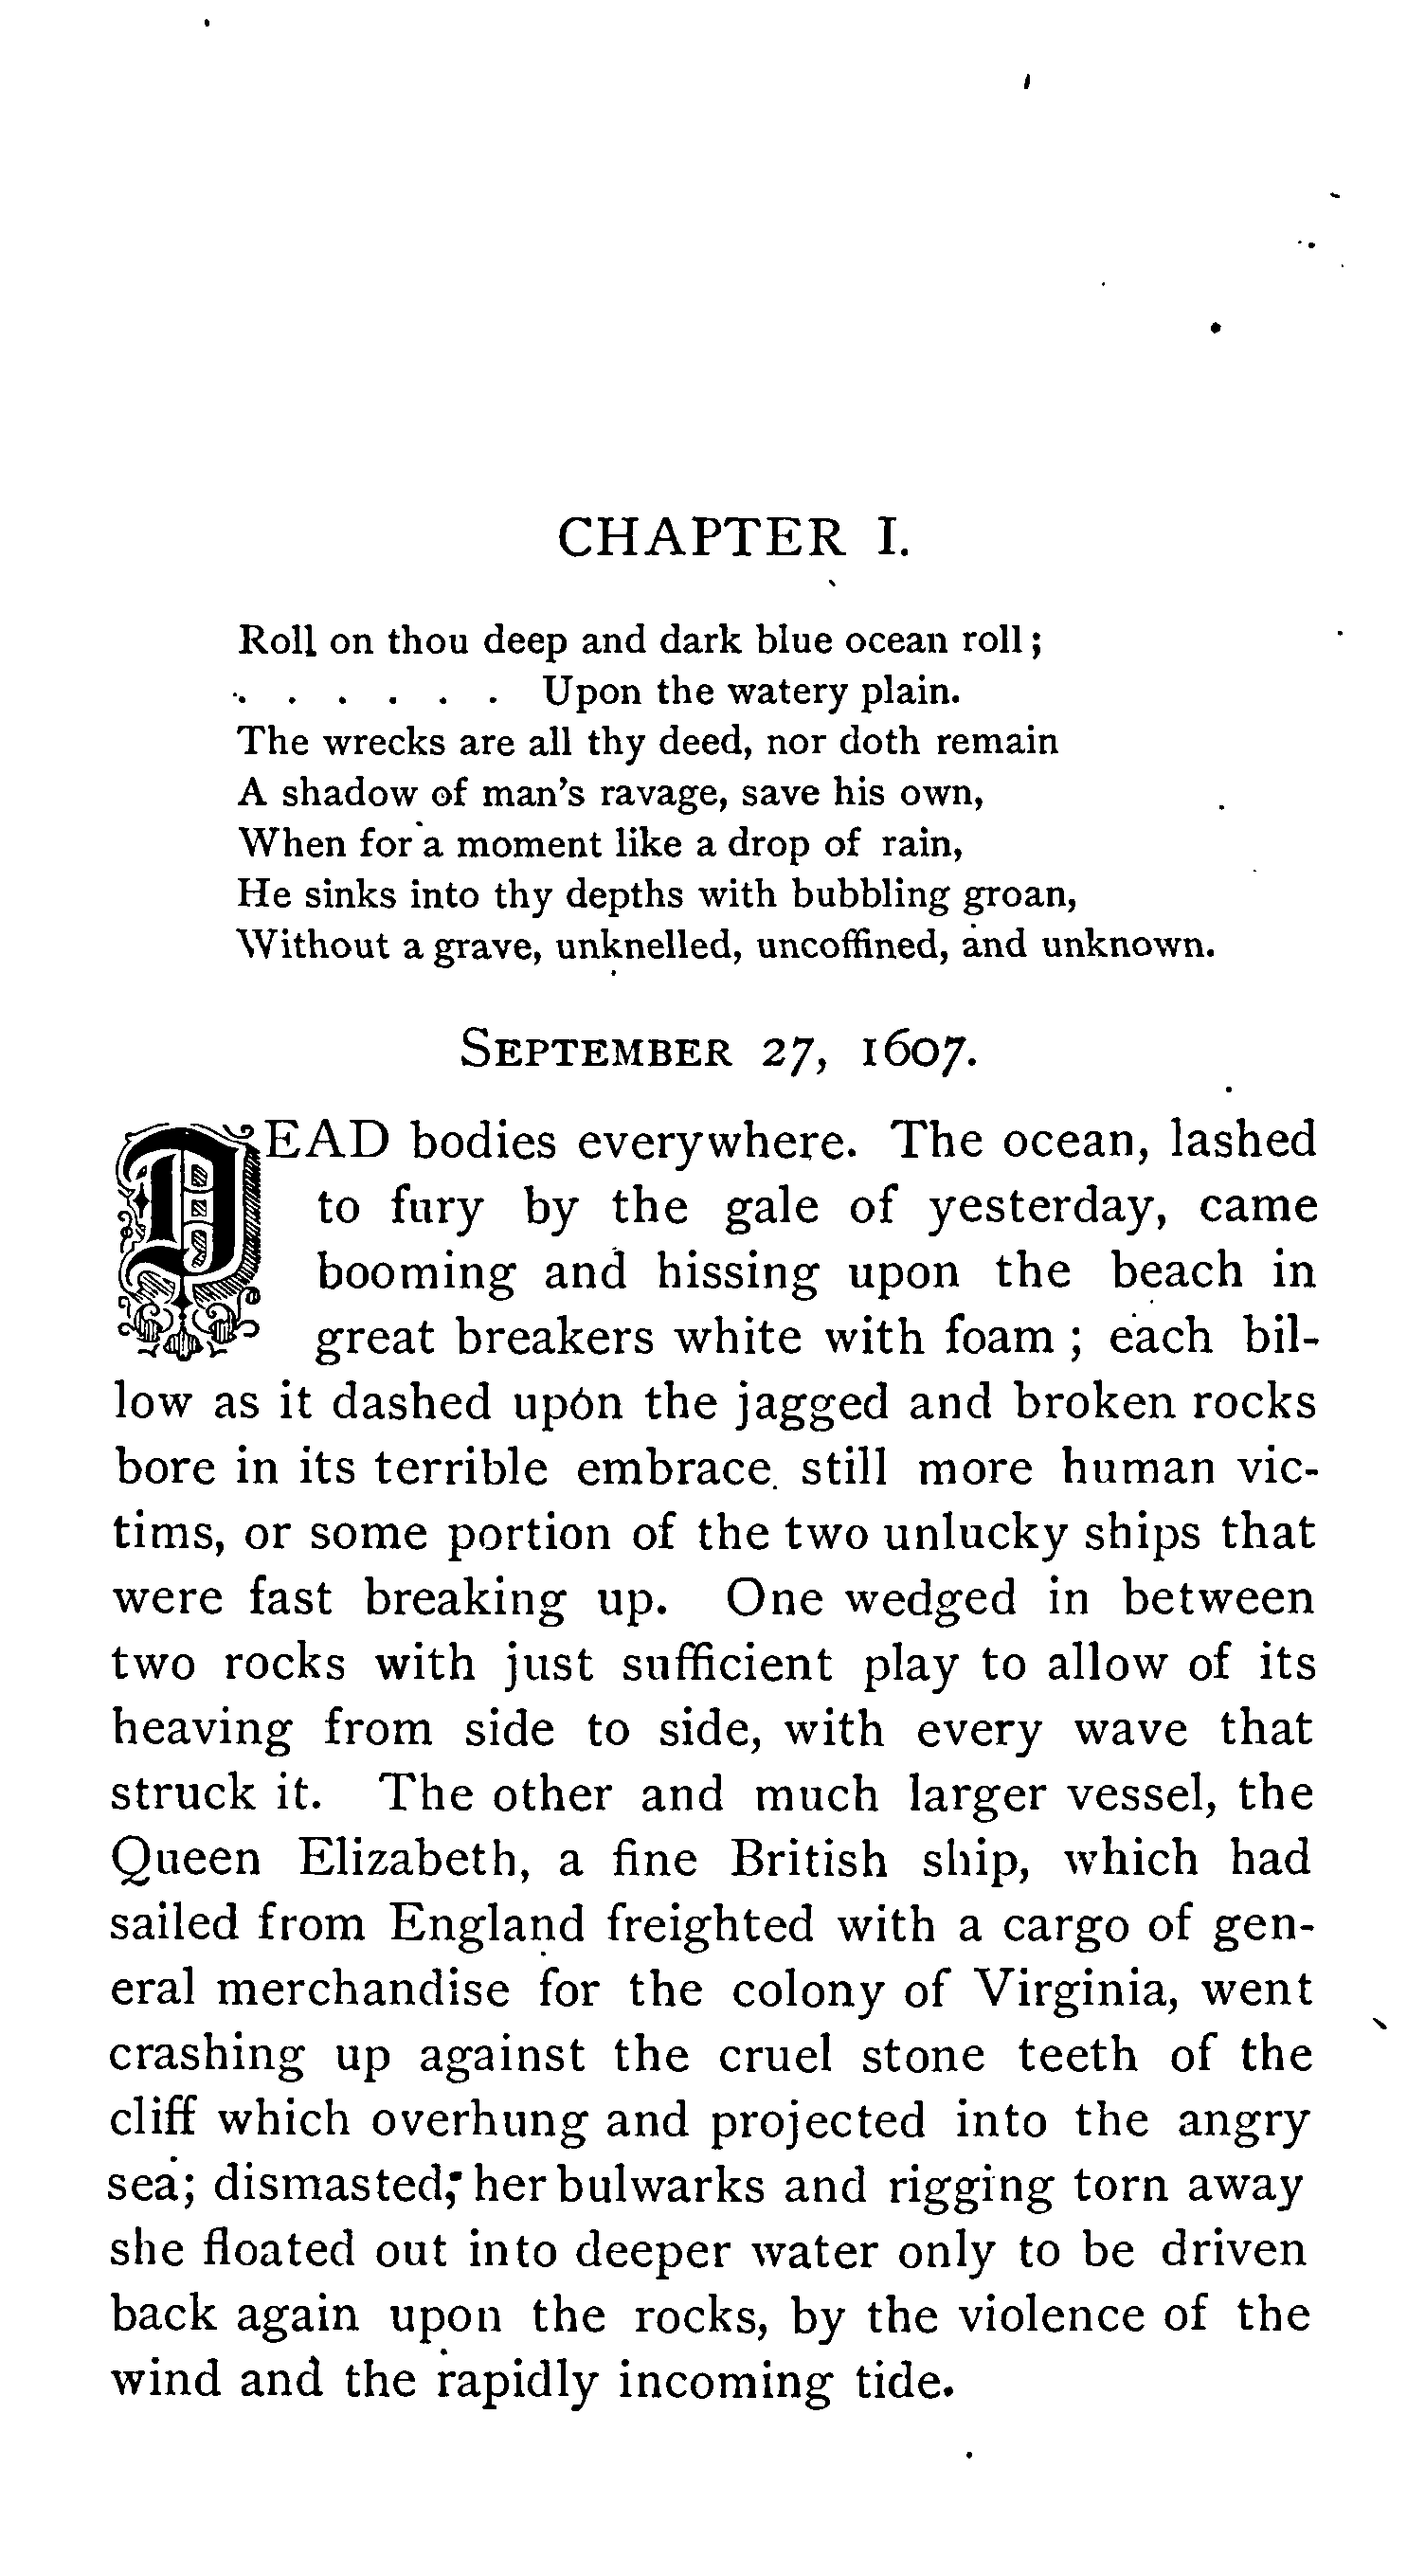 CHAPTER I.
Roll on thou deep and dark blue ocean roll;
. . . . . . Upon the watery plain.
The wrecks are all thy deed, nor doth remain
A shadow of man's ravage, save his own,
When for a moment like a drop of rain,
He sinks into thy depths with bubbling groan,
Without a grave, unknelled, uncoffined, and unknown.
SEPTEMBER 27, 1607.
DEAD bodies everywhere. The ocean, lashed
to fury by the gale of yesterday, came
booming and hissing upon the beach in
great breakers white with foam ; each bil-
low as it dashed upon the jagged and broken rocks
bore in its terrible embrace still more human vic-
tims, or some portion of the two unlucky ships that
were fast breaking up. One wedged in between
two rocks with just sufficient play to allow of its
heaving from side to side, with every wave that
struck it. The other and much larger vessel, the
Queen Elizabeth, a fine British ship, which had
sailed from England freighted with a cargo of gen-
eral merchandise for the colony of Virginia, went
crashing up against the cruel stone teeth of the
cliff which overhung and projected into the angry
sea; dismasted, her bulwarks and rigging torn away
she floated out into deeper water only to be driven
back again upon the rocks, by the violence of the
wind and the rapidly incoming tide.